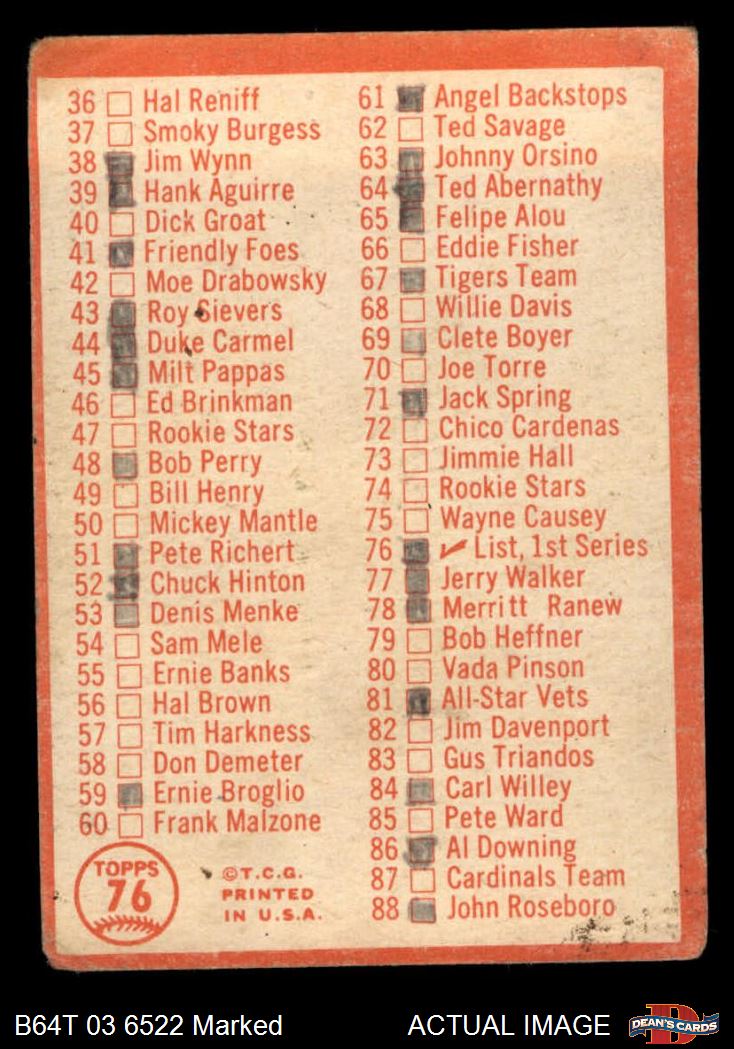 36 Hal Reniff
37 Smoky Burgess
38 Jim Wynn
39 Hank Aguirre
40 Dick Groat
41 Friendly Foes
42 Moe Drabowsky
43 Roy Sievers
44 Duke Carmel
45 Milt Pappas
46 Ed Brinkman
47 Rookie Stars
48 Bob Perry
49 Bill Henry
50 Mickey Mantle
51 Pete Richert
52 Chuck Hinton
53 Denis Menke
54 Sam Mele
55 Ernie Banks
56 Hal Brown
57 Tim Harkness
58 Don Demeter
59 Ernie Broglio
60 Frank Malzone
61 Angel Backstops
62 Ted Savage
63 Johnny Orsino
64 Ted Abernathy
65 Felipe Alou
66 Eddie Fisher
67 Tigers Team
68 Willie Davis
69 Clete Boyer
70 Joe Torre
71 Jack Spring
72 Chico Cardenas
73 Jimmie Hall
74 Rookie Stars
75 Wayne Causey
76 ✓ List, 1st Series
77 Jerry Walker
78 Merritt Ranew
79 Bob Heffner
80 Vada Pinson
81 All-Star Vets
82 Jim Davenport
83 Gus Triandos
84 Carl Willey
85 Pete Ward
86 Al Downing
87 Cardinals Team
88 John Roseboro
TOPPS
76
©T.C.G.
PRINTED
IN U.S.A.
B64T 03 6522 Marked
ACTUAL IMAGE
DEAN'S CARDS